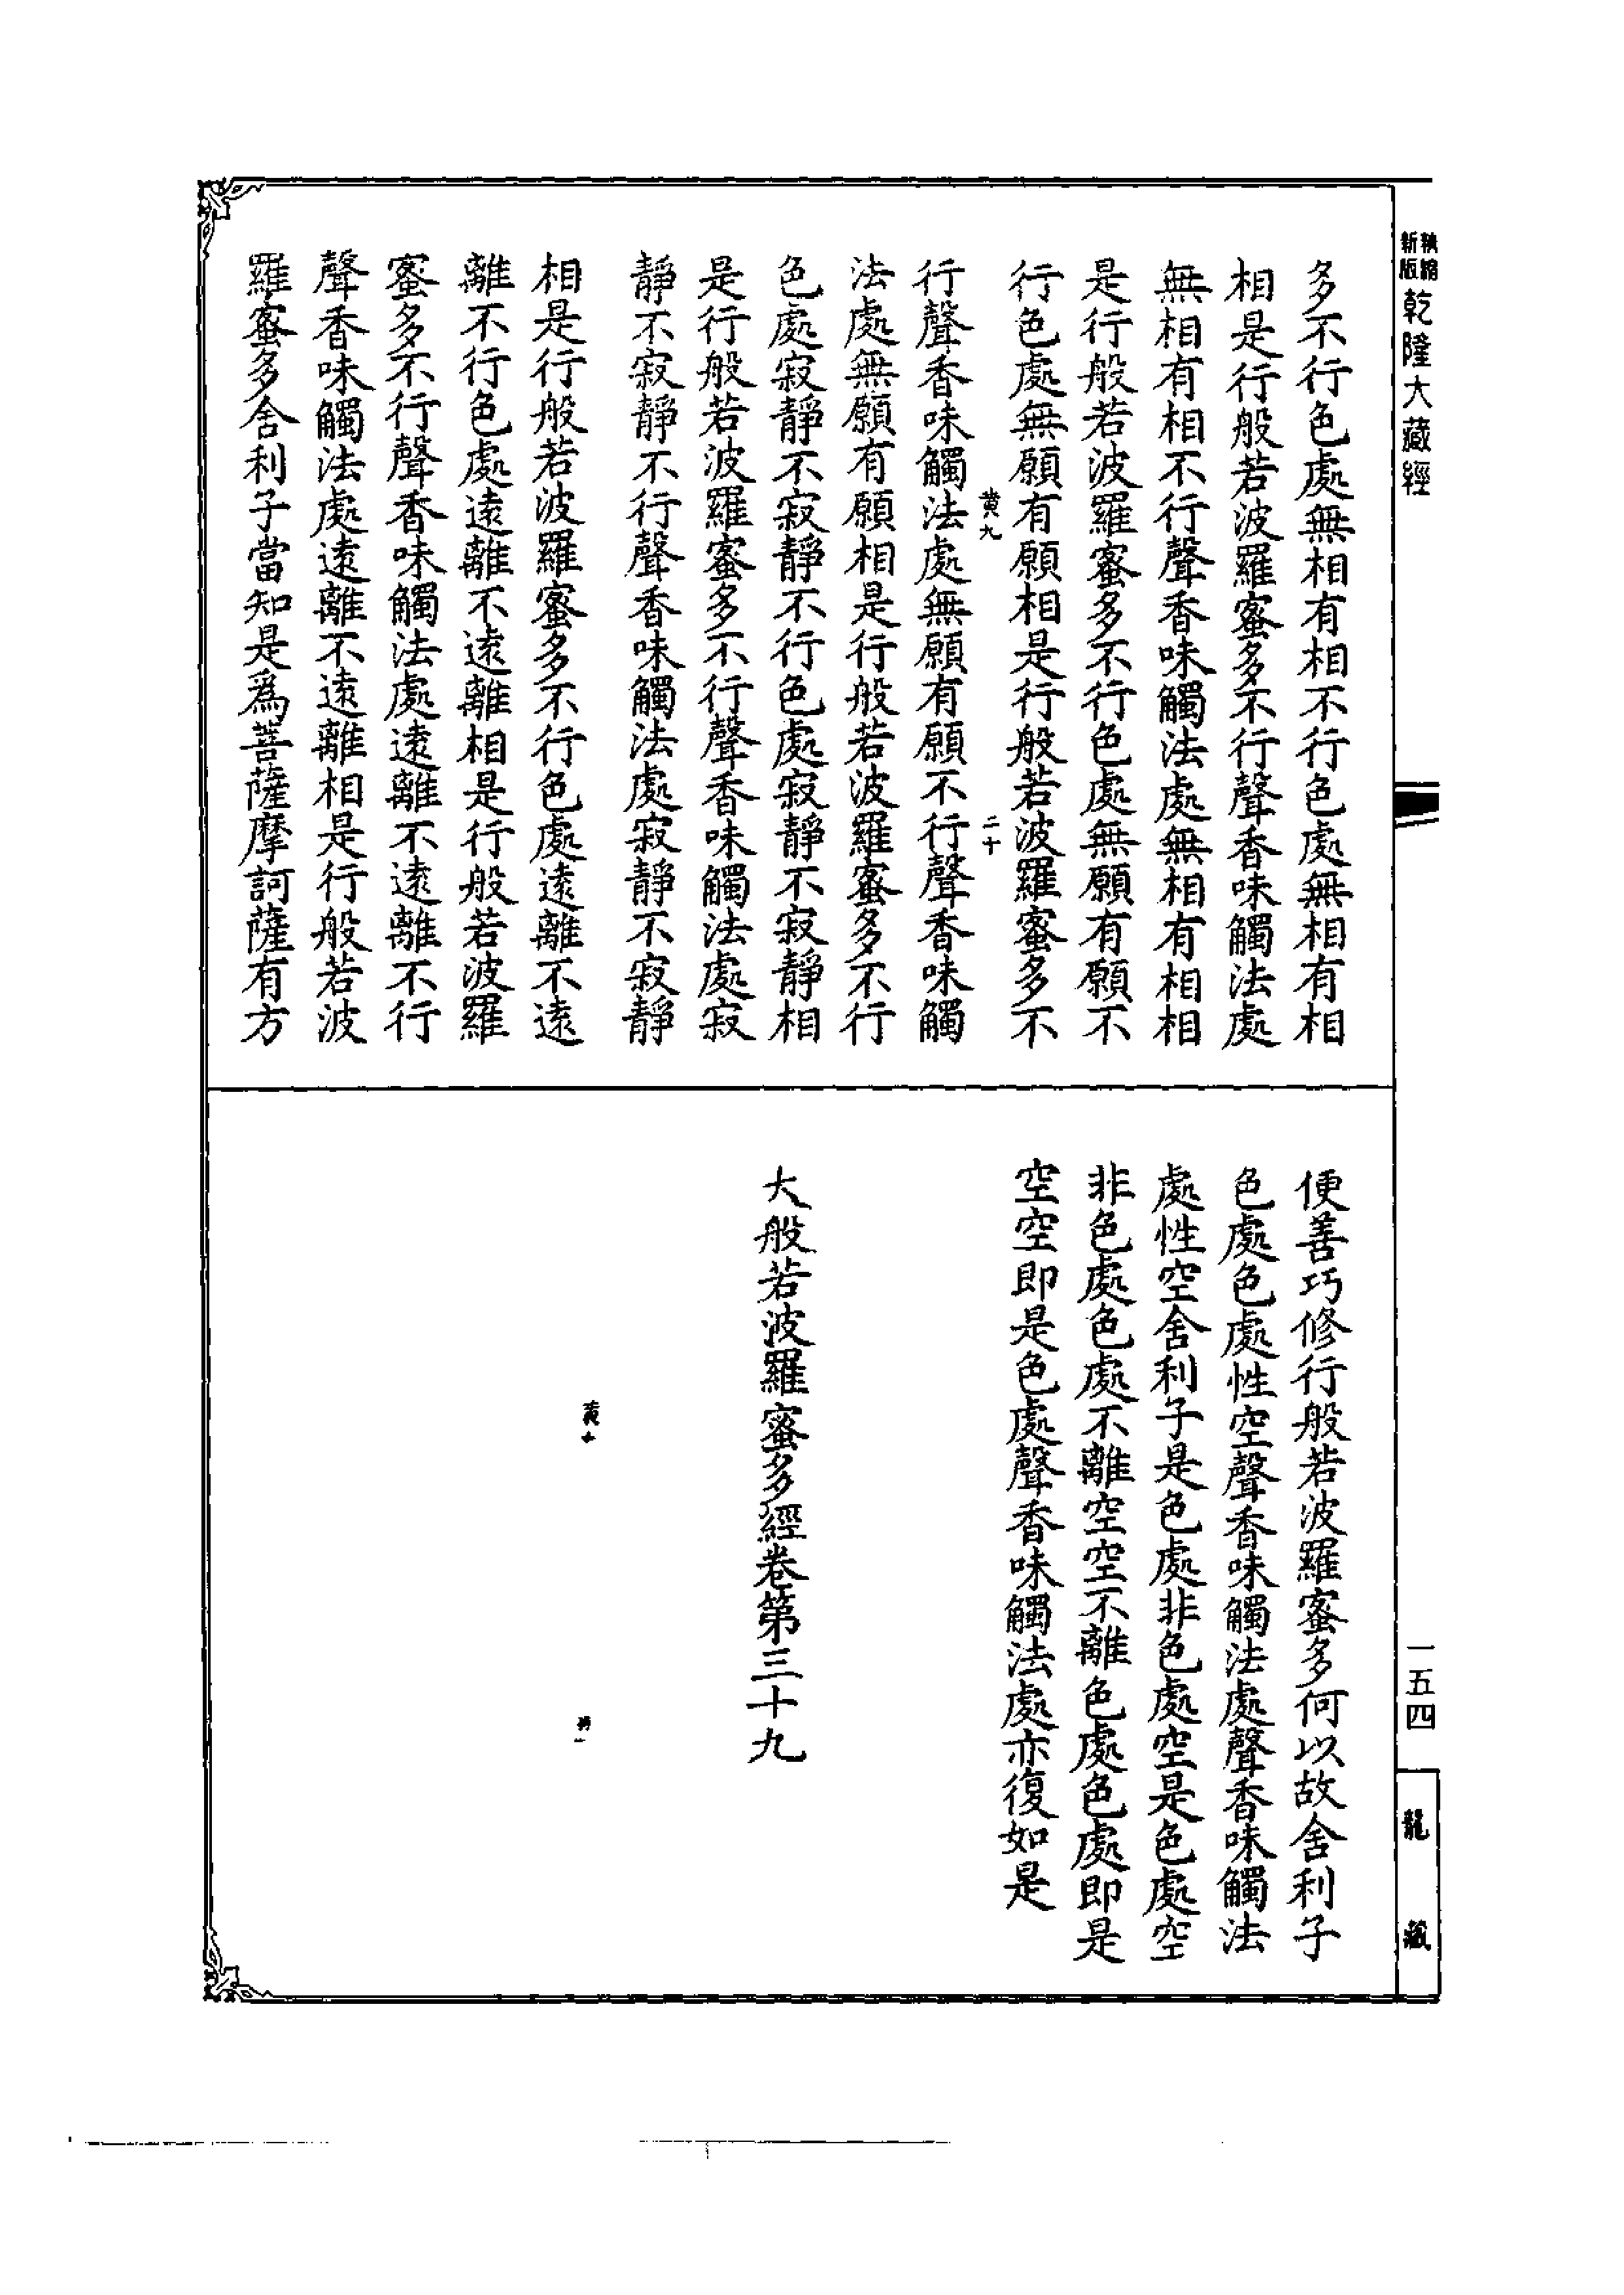 新版
乾隆大藏經
一五四
龍藏
多不行色處無相有相不行色處無相有相
相是行般若波羅蜜多不行聲香味觸法處
無相有相不行聲香味觸法處無相有相相
是行般若波羅蜜多不行色處無願有願不
行色處無願有願相是行般若波羅蜜多不
黄九
二十
行聲香味觸法處無願有願不行聲香味觸
法處無願有願相是行般若波羅蜜多不行
色處寂靜不寂靜不行色處寂靜不寂靜相
是行般若波羅蜜多不行聲香味觸法處寂
靜不寂靜不行聲香味觸法處寂靜不寂靜
相是行般若波羅蜜多不行色處遠離不遠
離不行色處遠離不遠離相是行般若波羅
蜜多不行聲香味觸法處遠離不遠離不行
聲香味觸法處遠離不遠離相是行般若波
羅蜜多舍利子當知是爲菩薩摩訶薩有方
便善巧修行般若波羅蜜多何以故舍利子
色處色處性空聲香味觸法處聲香味觸法
處性空舍利子是色處非色處空是色處空
非色處色處不離空空不離色處色處即是
空空即是色處聲香味觸法處亦復如是
大般若波羅蜜多經卷第三十九